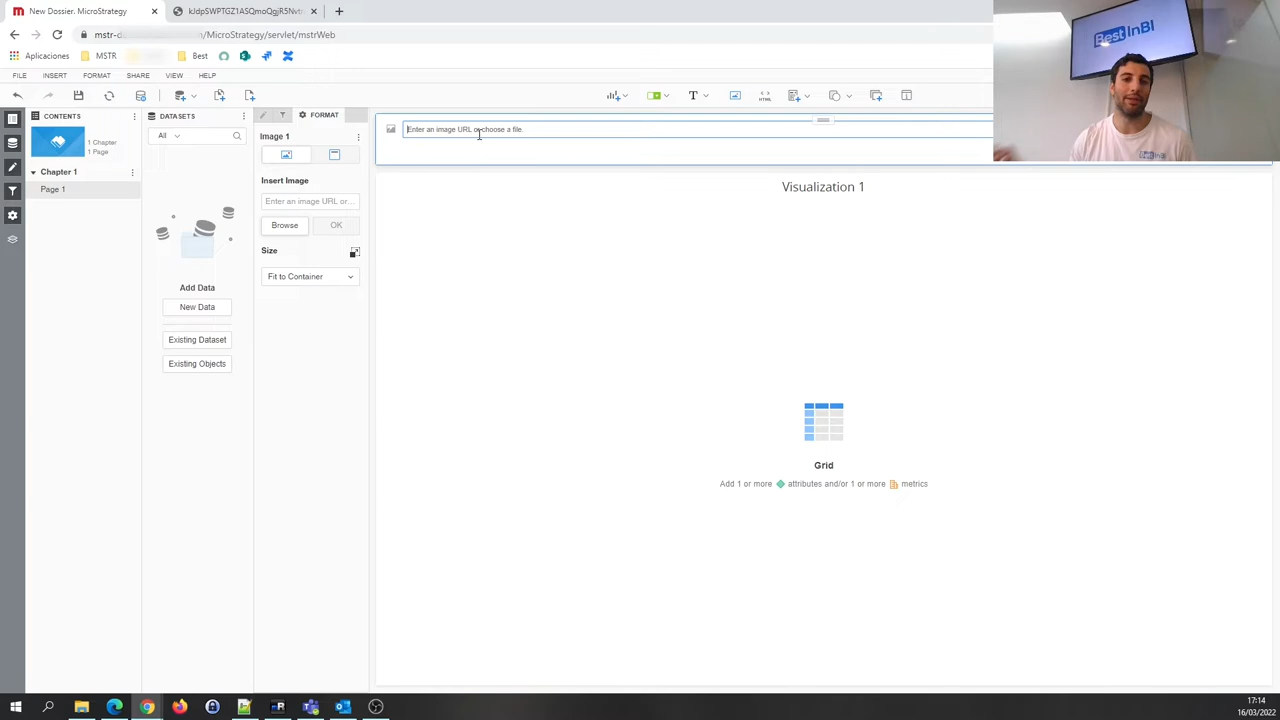 New Dossier. MicroStrategy
/MicroStrategy/servlet/mstrWeb
Aplicaciones
MSTR
Best
FILE
INSERT
FORMAT
SHARE
VIEW
HELP
CONTENTS
1 Chapter
1 Page
Chapter 1
Page 1
DATASETS
All
Add Data
New Data
Existing Dataset
Existing Objects
FORMAT
Image 1
Insert Image
Enter an image URL or...
Browse
OK
Size
Fit to Container
T
HTML
Enter an image URL or choose a file.
Visualization 1
Grid
Add 1 or more attributes and/or 1 or more metrics
BestInBI
BestInBI
17:14
16/03/2022